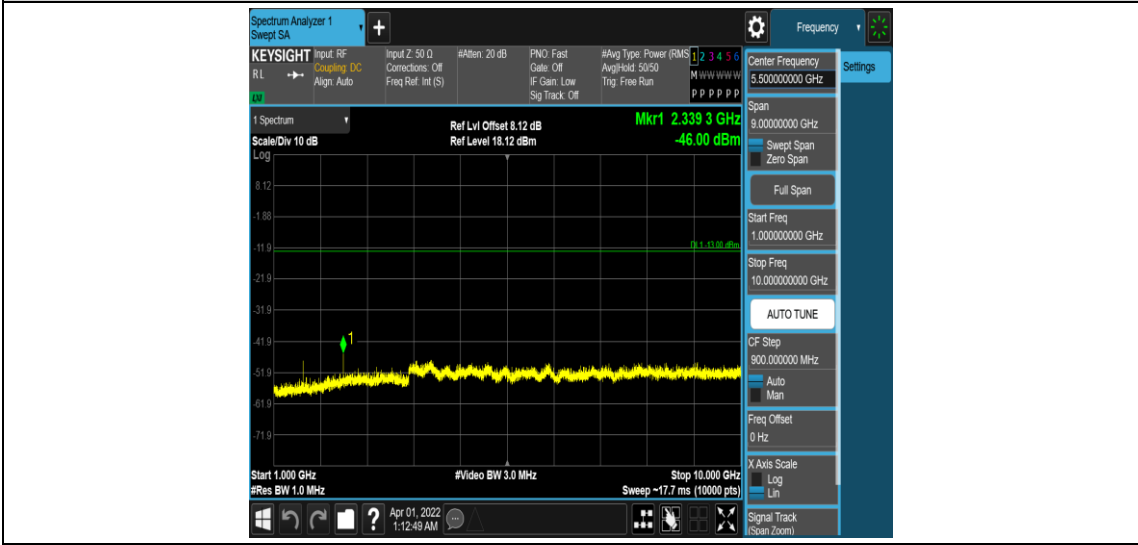 Spectrum Analyzer 1
Swept SA
+
Frequency
KEYSIGHT
RL
LW
Input: RF
Coupling: DC
Align: Auto
Input Z: 50 Ω
Corrections: Off
Freq Ref: Int (S)
#Atten: 20 dB
PNO: Fast
Gate: Off
IF Gain: Low
Sig Track: Off
#Avg Type: Power (RMS
Avg|Hold: 50/50
Trig: Free Run
1 2 3 4 5 6
M W W W W W
P P P P P P
1 Spectrum
Scale/Div 10 dB
Log
Ref Lvl Offset 8.12 dB
Ref Level 18.12 dBm
Mkr1 2.339 3 GHz
-46.00 dBm
8.12
-1.88
-11.9
DL1 -13.00 dBm
-21.9
-31.9
-41.9
1
-51.9
-61.9
-71.9
Start 1.000 GHz
#Res BW 1.0 MHz
#Video BW 3.0 MHz
Stop 10.000 GHz
Sweep ~17.7 ms (10000 pts)
?
Apr 01, 2022
1:12:49 AM
Center Frequency
5.500000000 GHz
Settings
Span
9.00000000 GHz
Swept Span
Zero Span
Full Span
Start Freq
1.000000000 GHz
Stop Freq
10.000000000 GHz
AUTO TUNE
CF Step
900.000000 MHz
Auto
Man
Freq Offset
0 Hz
X Axis Scale
Log
Lin
Signal Track
(Span Zoom)